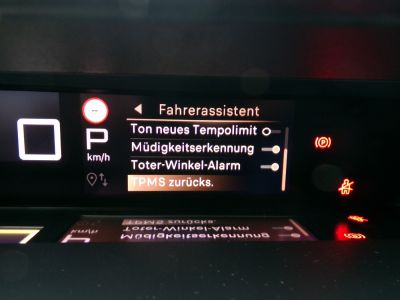 Fahrerassistent
Ton neues Tempolimit
P
Müdigkeitserkennung
km/h
Toter-Winkel-Alarm
TPMS zurücks.
(P)